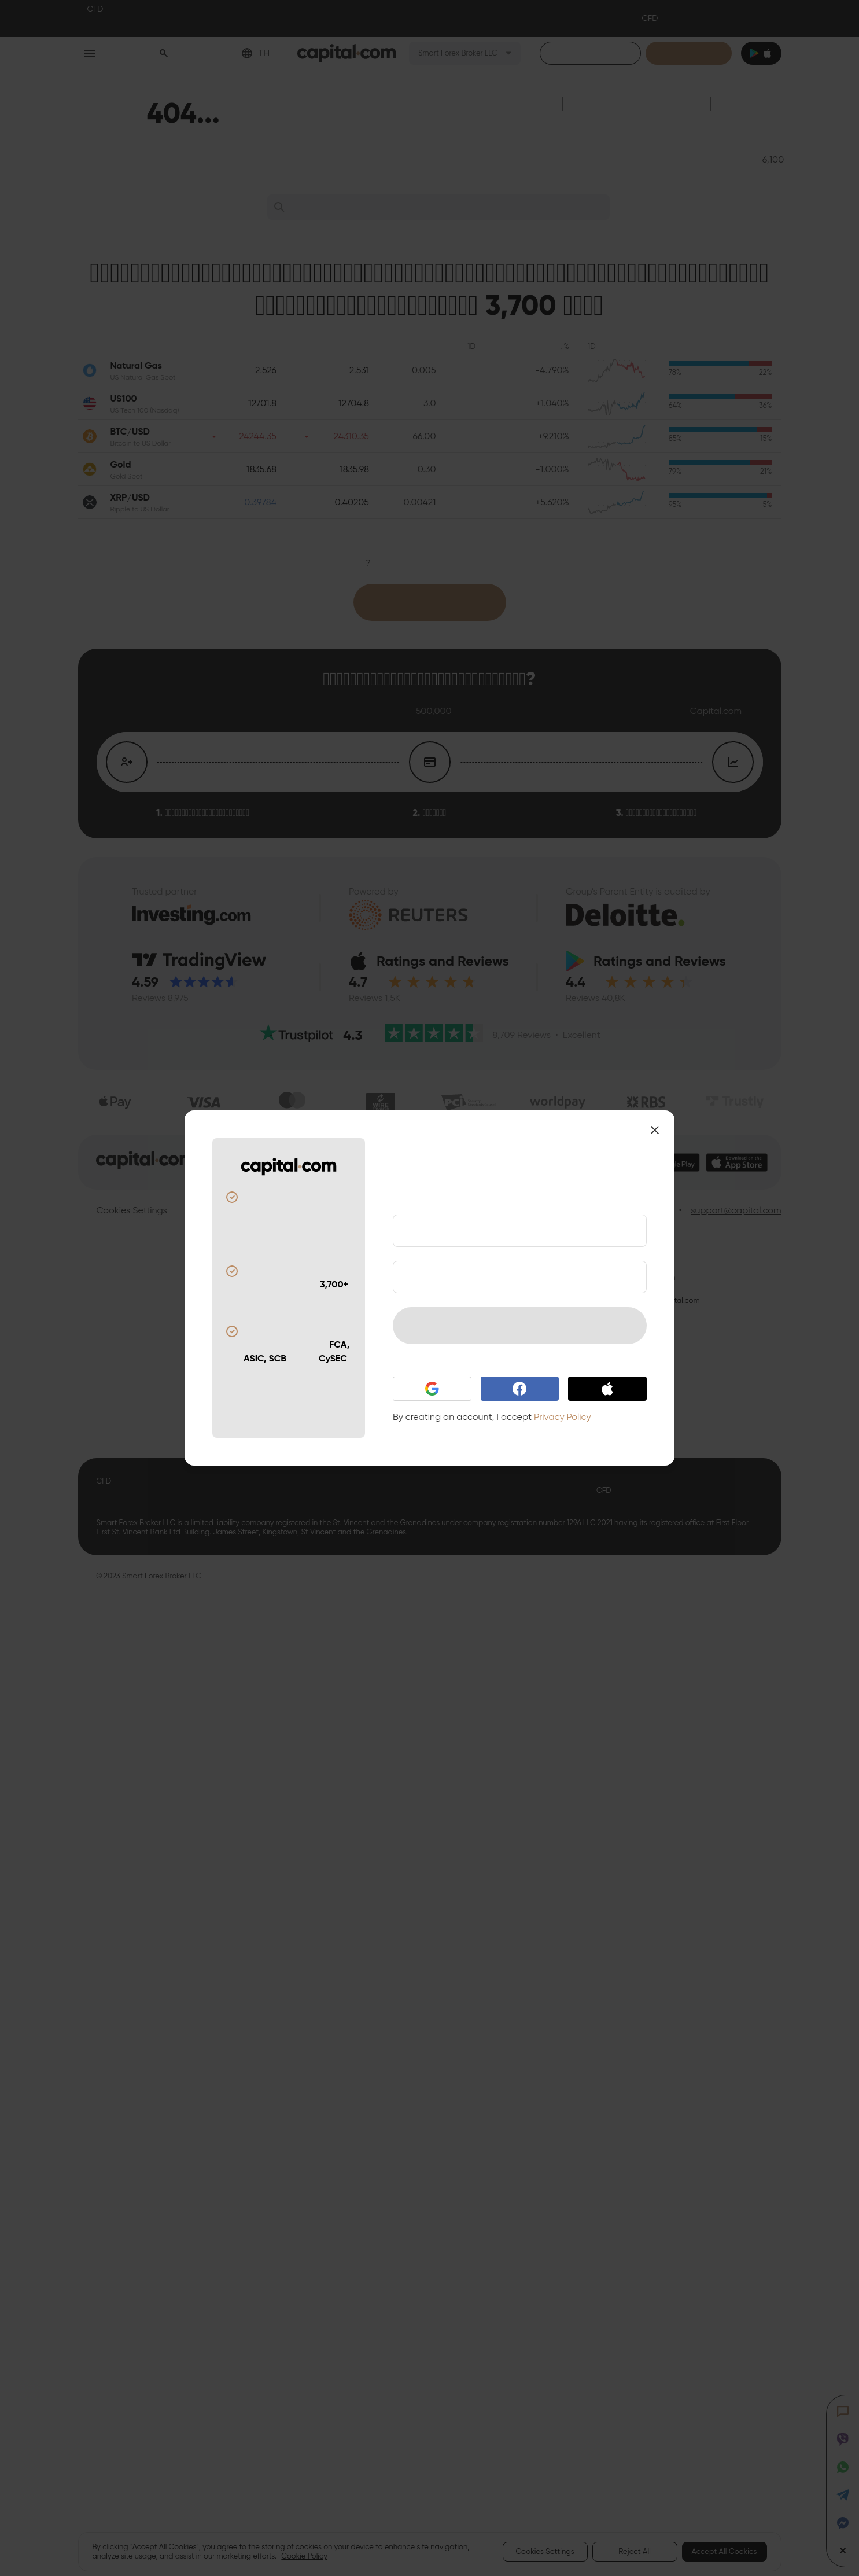 CFD
CFD
TH
capital.com
Smart Forex Broker LLC
404...
6,100
3,700
1D
, %
1D
Natural Gas
US Natural Gas Spot
2.526
2.531
0.005
-4.790%
78%
22%
US100
US Tech 100 (Nasdaq)
12701.8
12704.8
3.0
+1.040%
64%
36%
BTC/USD
Bitcoin to US Dollar
24244.35
24310.35
66.00
+9.210%
85%
15%
Gold
Gold Spot
1835.68
1835.98
0.30
-1.000%
79%
21%
XRP/USD
Ripple to US Dollar
0.39784
0.40205
0.00421
+5.620%
95%
5%
?
?
500,000
Capital.com
1.
2.
3.
Trusted partner
Investing.com
Powered by
REUTERS
Group's Parent Entity is audited by
Deloitte.
TradingView
4.59
Reviews 8,975
Ratings and Reviews
4.7
Reviews 1,5K
Ratings and Reviews
4.4
Reviews 40,8K
Trustpilot
4.3
8,709 Reviews • Excellent
Pay
VISA
PCI
worldpay
RBS
Trustly
capital
le Play
Download on the
App Store
Cookies Settings
• support@capital.com
tal.com
capital.com
3,700+
FCA,
ASIC, SCB
CySEC
By creating an account, I accept Privacy Policy
CFD
CFD
Smart Forex Broker LLC is a limited liability company registered in the St. Vincent and the Grenadines under company registration number 1296 LLC 2021 having its registered office at First Floor,
First St. Vincent Bank Ltd Building, James Street, Kingstown, St Vincent and the Grenadines.
© 2023 Smart Forex Broker LLC
By clicking "Accept All Cookies", you agree to the storing of cookies on your device to enhance site navigation,
analyze site usage, and assist in our marketing efforts. Cookie Policy
Cookies Settings
Reject All
Accept All Cookies